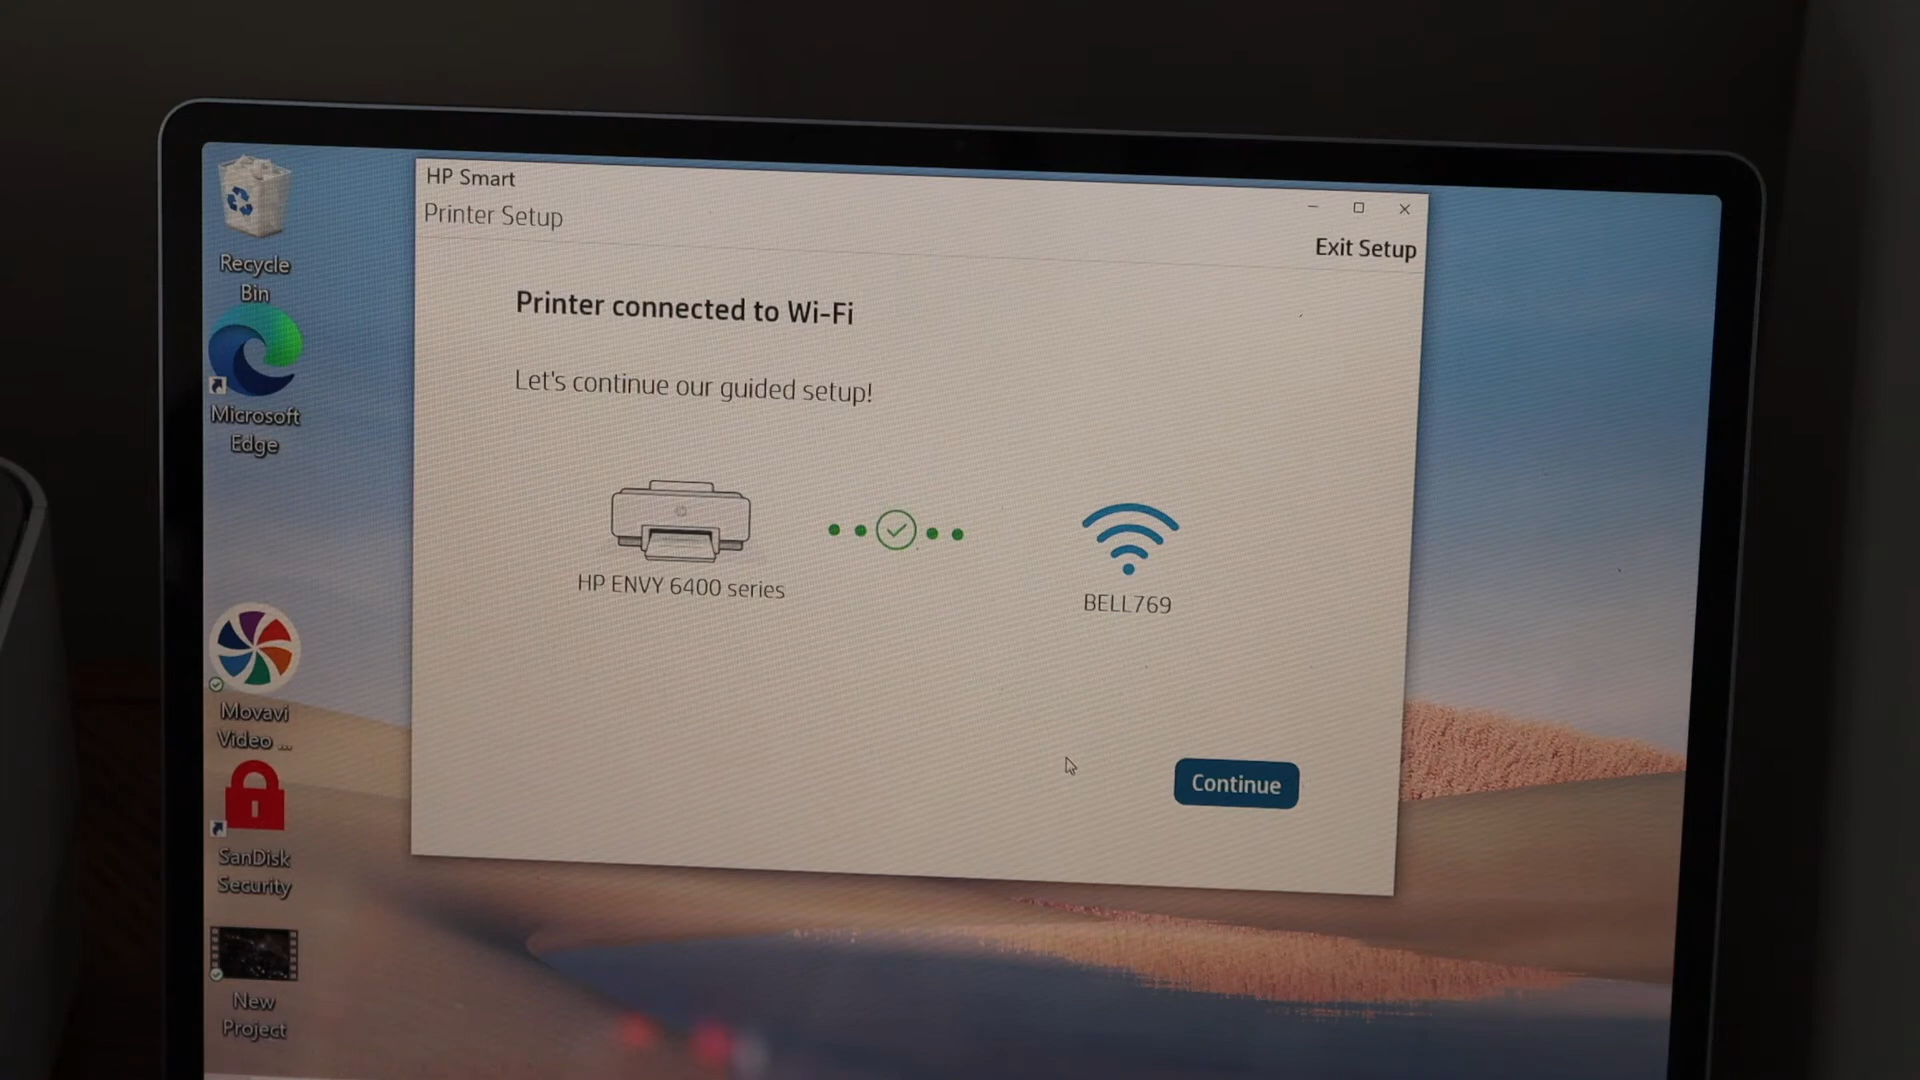 Recycle
Bin
Microsoft
Edge
Movavi
Video ...
SanDisk
Security
New
Project
HP Smart
Printer Setup
Exit Setup
Printer connected to Wi-Fi
Let's continue our guided setup!
HP ENVY 6400 series
BELL769
Continue